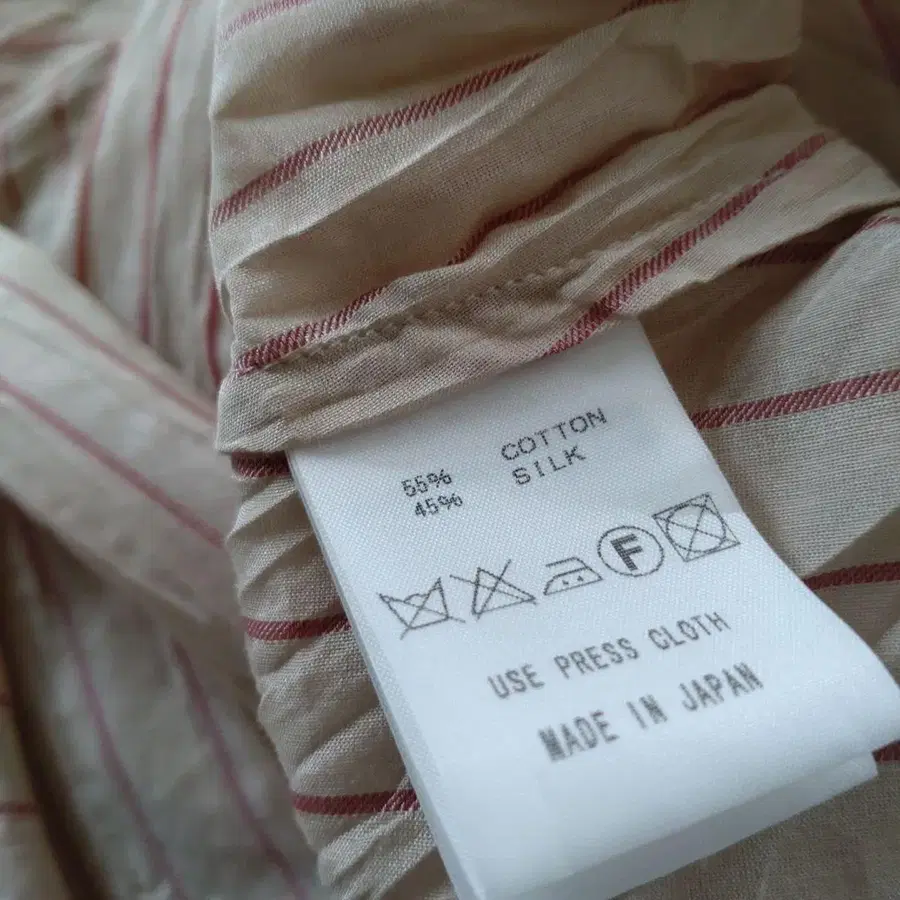 55% COTTON
45% SILK
F
USE PRESS CLOTH
MADE IN JAPAN